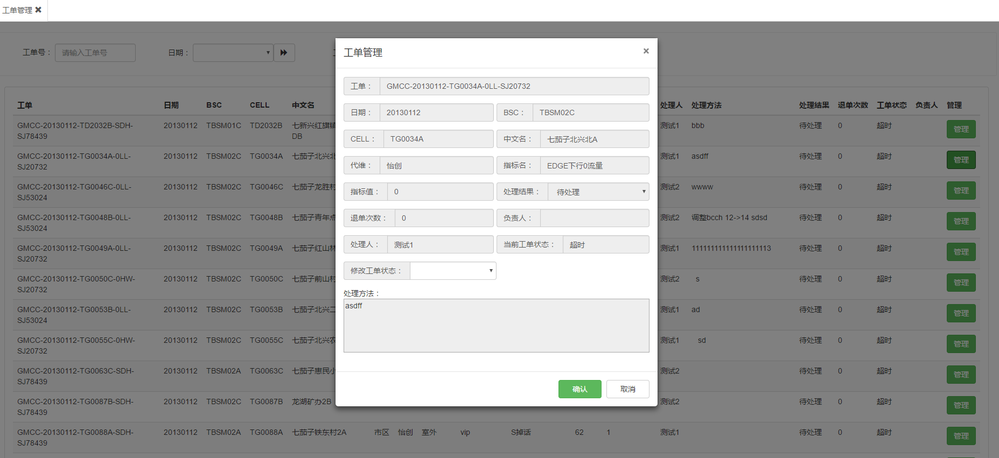 工单管理 ✖
工单号： 请输入工单号 日期：
工单 日期 BSC CELL 中文名 处理人 处理方法 处理结果 退单次数 工单状态 负责人 管理
GMCC-20130112-TD2032B-SDH- 20130112 TBSM01C TD2032B 七新兴红旗镇 测试1 bbb 待处理 0 超时 管理
SJ78439 DB
GMCC-20130112-TG0034A-0LL- 20130112 TBSM02C TG0034A 七茄子北兴北 测试1 asdff 待处理 0 超时 管理
SJ20732
GMCC-20130112-TG0046C-0LL- 20130112 TBSM02C TG0046C 七茄子龙胜村 测试2 wwww 待处理 0 超时 管理
SJ53024
GMCC-20130112-TG0048B-0LL- 20130112 TBSM02C TG0048B 七茄子青年点 测试2 调整bcch 12->14 sdsd 待处理 0 超时 管理
SJ53024
GMCC-20130112-TG0049A-0LL- 20130112 TBSM02C TG0049A 七茄子红山林 测试1 111111111111111111113 待处理 0 超时 管理
SJ20732
GMCC-20130112-TG0050C-0HW- 20130112 TBSM02C TG0050C 七茄子前山村 测试2 s 待处理 0 超时 管理
SJ20732
GMCC-20130112-TG0053B-0LL- 20130112 TBSM02C TG0053B 七茄子北兴二 测试1 ad 待处理 0 超时 管理
SJ53024
GMCC-20130112-TG0055C-0HW- 20130112 TBSM02C TG0055C 七茄子北兴农 测试1 sd 待处理 0 超时 管理
SJ20732
GMCC-20130112-TG0063C-SDH- 20130112 TBSM02A TG0063C 七茄子惠民小 测试2 待处理 0 超时 管理
SJ78439
GMCC-20130112-TG0087B-SDH- 20130112 TBSM02C TG0087B 龙湖矿办2B 测试2 待处理 0 超时 管理
SJ78439
GMCC-20130112-TG0088A-SDH- 20130112 TBSM02A TG0088A 七茄子铁东村2A 市区 怡创 室外 vip S掉话 62 1 测试1 待处理 0 超时 管理
SJ78439
工单管理 ×
工单： GMCC-20130112-TG0034A-0LL-SJ20732
日期： 20130112 BSC： TBSM02C
CELL： TG0034A 中文名： 七茄子北兴北A
代维： 怡创 指标名： EDGE下行0流量
指标值： 0 处理结果： 待处理
退单次数： 0 负责人：
处理人： 测试1 当前工单状态： 超时
修改工单状态：
处理方法：
asdff
确认 取消